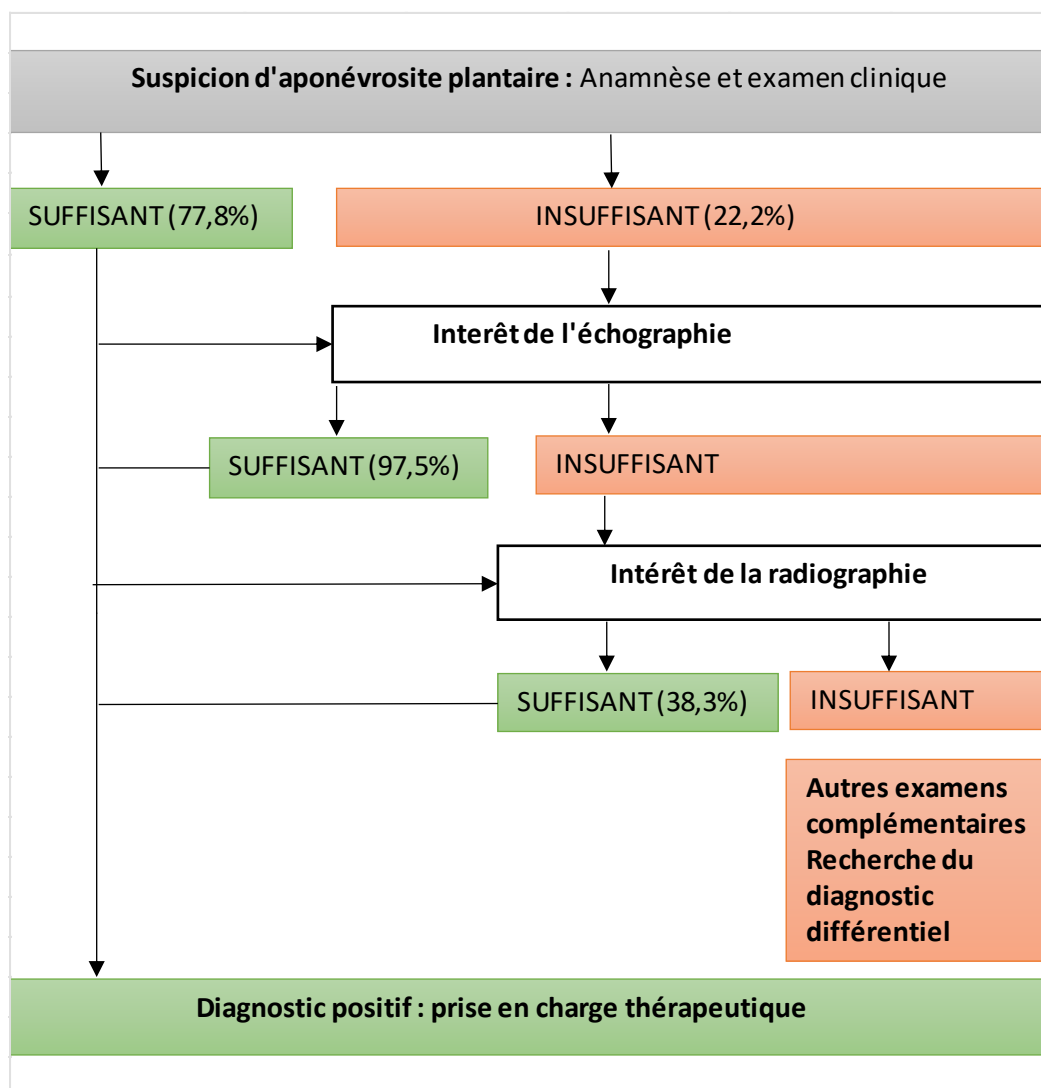 Suspicion d'aponévrosite plantaire : Anamnèse et examen clinique
SUFFISANT (77,8%)
INSUFFISANT (22,2%)
Interêt de l'échographie
SUFFISANT (97,5%)
INSUFFISANT
Intérêt de la radiographie
SUFFISANT (38,3%)
INSUFFISANT
Autres examens
complémentaires
Recherche du
diagnostic
différentiel
Diagnostic positif : prise en charge thérapeutique